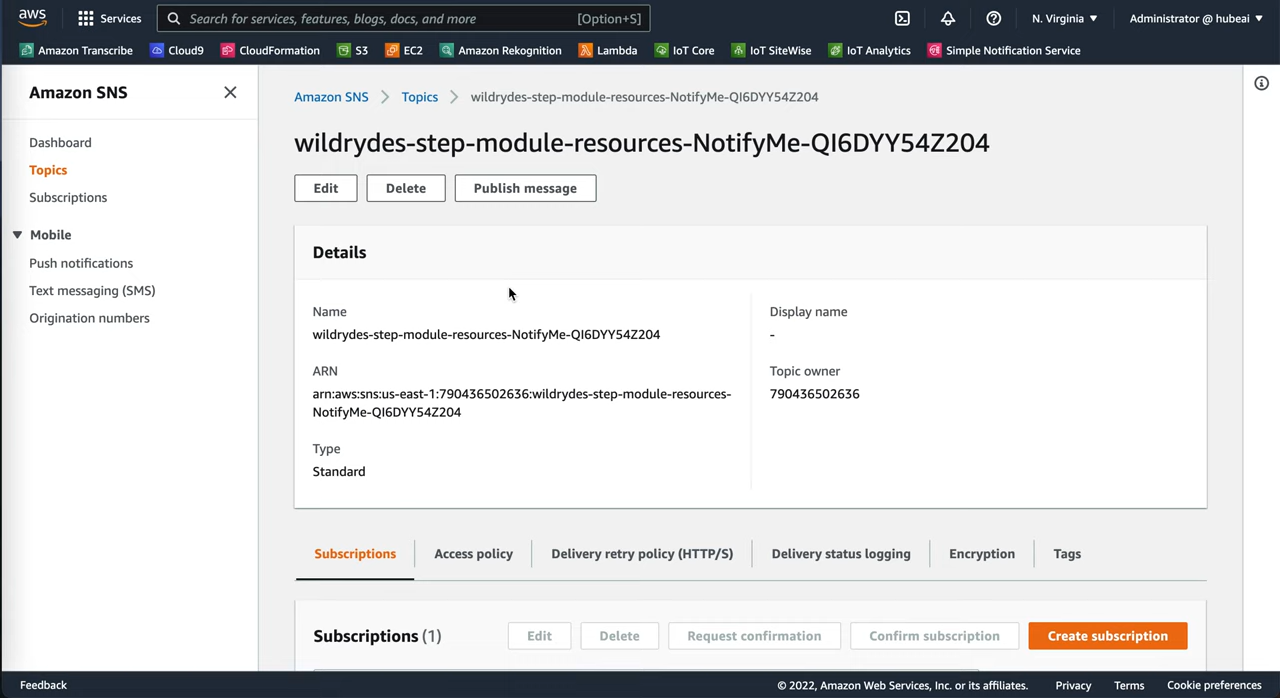 aws
Services
Search for services, features, blogs, docs, and more [Option+S]
N. Virginia
Administrator @ hubeai
Amazon Transcribe
Cloud9
CloudFormation
S3
EC2
Amazon Rekognition
Lambda
IoT Core
IoT SiteWise
IoT Analytics
Simple Notification Service
Amazon SNS
Dashboard
Topics
Subscriptions
Mobile
Push notifications
Text messaging (SMS)
Origination numbers
Amazon SNS
Topics
wildrydes-step-module-resources-NotifyMe-QI6DYY54Z204
wildrydes-step-module-resources-NotifyMe-QI6DYY54Z204
Edit
Delete
Publish message
Details
Name
wildrydes-step-module-resources-NotifyMe-QI6DYY54Z204
ARN
arn:aws:sns:us-east-1:790436502636:wildrydes-step-module-resources-
NotifyMe-QI6DYY54Z204
Type
Standard
Display name
-
Topic owner
790436502636
Subscriptions
Access policy
Delivery retry policy (HTTP/S)
Delivery status logging
Encryption
Tags
Subscriptions (1)
Edit
Delete
Request confirmation
Confirm subscription
Create subscription
Feedback
© 2022, Amazon Web Services, Inc. or its affiliates.
Privacy
Terms
Cookie preferences